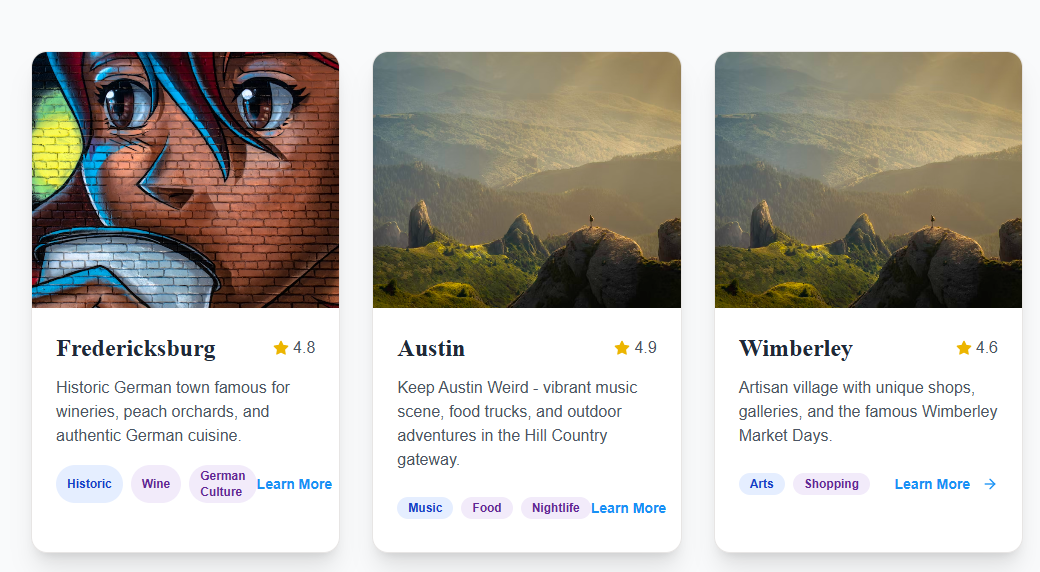 Fredericksburg
4.8
Historic German town famous for
wineries, peach orchards, and
authentic German cuisine.
Historic
Wine
German
Culture
Learn More
Austin
4.9
Keep Austin Weird - vibrant music
scene, food trucks, and outdoor
adventures in the Hill Country
gateway.
Music
Food
Nightlife
Learn More
Wimberley
4.6
Artisan village with unique shops,
galleries, and the famous Wimberley
Market Days.
Arts
Shopping
Learn More